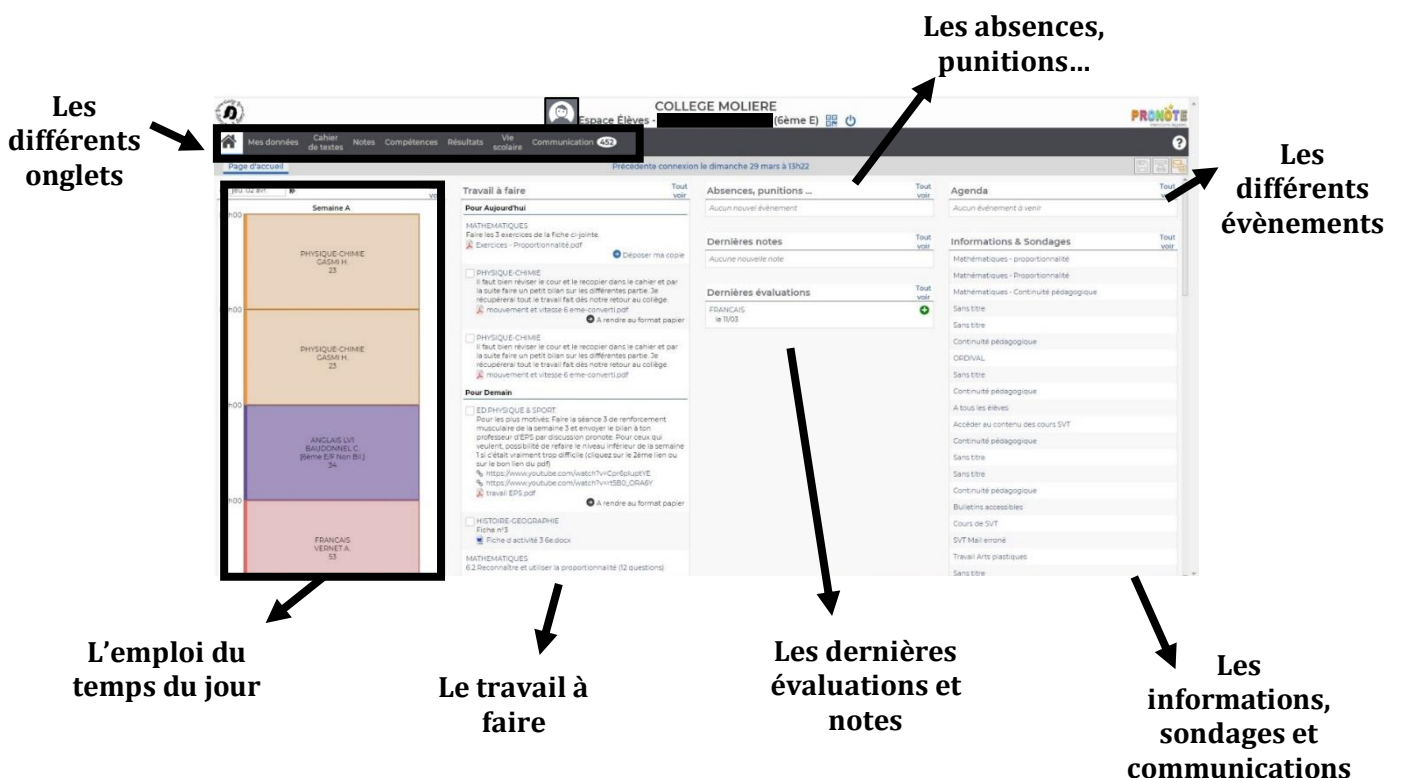 Les absences,
punitions…
Les
différents
onglets
COLLEGE MOLIERE
Espace Élèves -
(6ème E)
PRONOTE
Mes données
Cahier
de textes
Notes
Compétences
Résultats
Vie
scolaire
Communication 452
?
Page d'accueil
Précédente connexion le dimanche 29 mars à 13h22
Les
différents
évènements
jeu. 02 avr.
Semaine A
PHYSIQUE-CHIMIE
GASMI H.
23
PHYSIQUE-CHIMIE
GASMI H.
23
ANGLAIS LV1
BAUDONNEL C.
[6ème E/F Non Bil.]
34
FRANCAIS
VERNET A.
53
Travail à faire
Tout
voir
Pour Aujourd'hui
MATHEMATIQUES
Faire les 3 exercices de la fiche ci-jointe.
Exercices - Proportionnalité.pdf
Déposer ma copie
PHYSIQUE-CHIMIE
Il faut bien réviser le cour et le recopier dans le cahier et par
la suite faire un petit bilan sur les différentes partie. Je
récupérerai tout le travail fait dès notre retour au collège.
mouvement et vitesse 6 eme-converti.pdf
A rendre au format papier
PHYSIQUE-CHIMIE
Il faut bien réviser le cour et le recopier dans le cahier et par
la suite faire un petit bilan sur les différentes partie. Je
récupérerai tout le travail fait dès notre retour au collège.
mouvement et vitesse 6 eme-converti.pdf
Pour Demain
ED.PHYSIQUE & SPORT.
Pour les plus motivés: Faire la séance 3 de renforcement
musculaire de la semaine 3 et envoyer le bilan à ton
professeur d'EPS par discussion pronote. Pour ceux qui
veulent, possibilité de refaire le niveau inférieur de la semaine
1 si c'était vraiment trop difficile (cliquez sur le 2ème lien ou
sur le bon lien du pdf)
travail EPS.pdf
A rendre au format papier
HISTOIRE-GEOGRAPHIE
Fiche n°3
Fiche d activité 3 6e.docx
MATHEMATIQUES
6.2 Reconnaître et utiliser la proportionnalité (12 questions)
Absences, punitions ...
Tout
voir
Aucun nouvel évènement
Dernières notes
Tout
voir
Aucune nouvelle note
Dernières évaluations
Tout
voir
FRANCAIS
le 11/03
Agenda
Tout
voir
Aucun évènement à venir
Informations & Sondages
Tout
voir
Mathématiques - proportionnalité
Mathématiques - Proportionnalité
Mathématiques - Continuité pédagogique
Sans titre
Sans titre
Continuité pédagogique
ORDIVAL
Sans titre
Continuité pédagogique
A tous les élèves
Accéder au contenu des cours SVT
Continuité pédagogique
Sans titre
Sans titre
Continuité pédagogique
Bulletins accessibles
Cours de SVT
SVT Mail erroné
Travail Arts plastiques
Sans titre
L'emploi du
temps du jour
Le travail à
faire
Les dernières
évaluations et
notes
Les
informations,
sondages et
communications